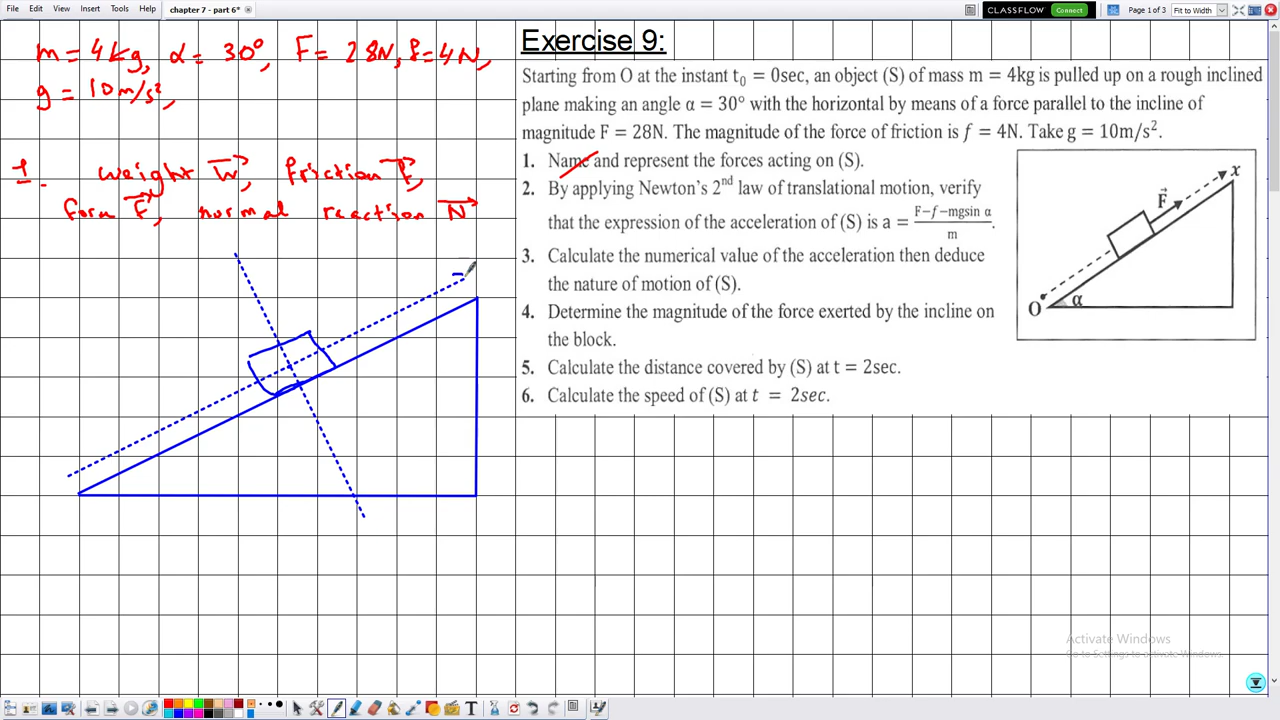 File Edit View Insert Tools Help chapter 7 - part 6* CLASSFLOW Connect Page 1 of 3 Fit to Width
m = 4kg, α = 30°, F = 28N, f = 4N,
g = 10m/s²,
1. weight W, friction f,
force F, normal reaction N
Exercise 9:
Starting from O at the instant t₀ = 0sec, an object (S) of mass m = 4kg is pulled up on a rough inclined
plane making an angle α = 30° with the horizontal by means of a force parallel to the incline of
magnitude F = 28N. The magnitude of the force of friction is f = 4N. Take g = 10m/s².
1. Name and represent the forces acting on (S).
2. By applying Newton's 2nd law of translational motion, verify
that the expression of the acceleration of (S) is a = F−f−mgsin α / m.
3. Calculate the numerical value of the acceleration then deduce
the nature of motion of (S).
4. Determine the magnitude of the force exerted by the incline on
the block.
5. Calculate the distance covered by (S) at t = 2sec.
6. Calculate the speed of (S) at t = 2sec.
x
F
O
α
Activate Windows
Go to Settings to activate Windows.